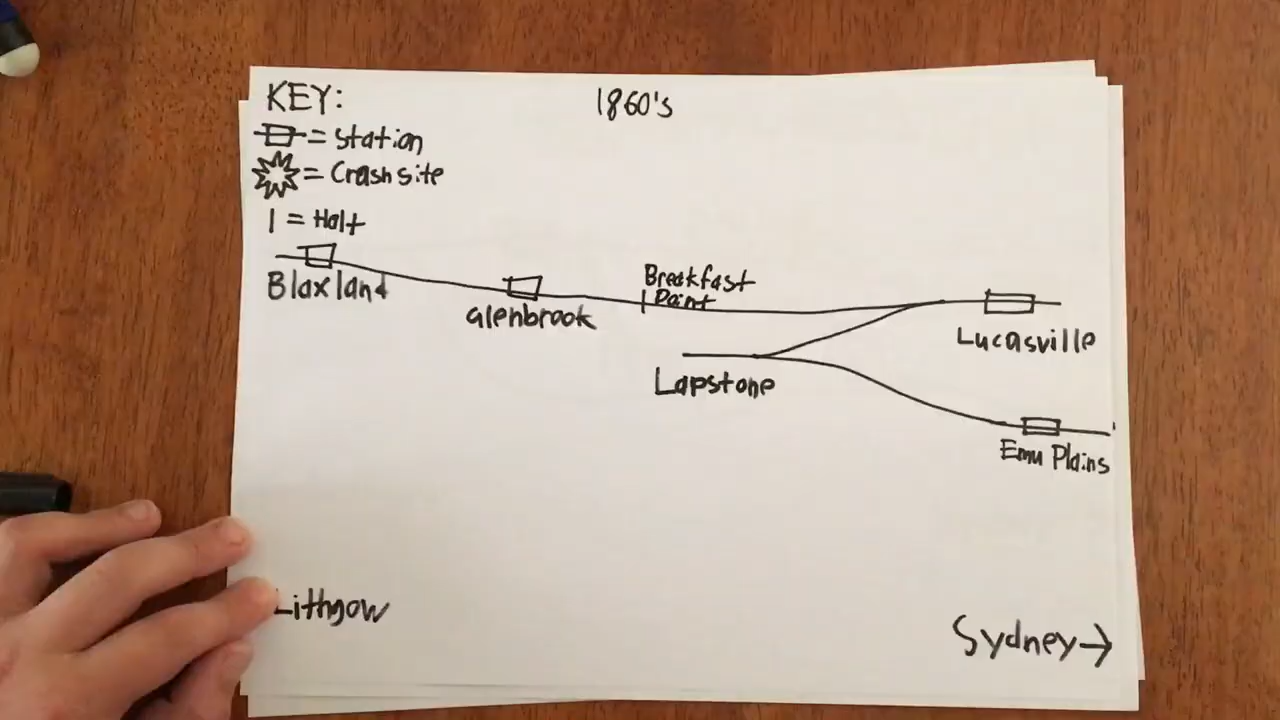 KEY:
1860's
= Station
= Crash site
| = Halt
Blaxland
Glenbrook
Breakfast
Point
Lucasville
Lapstone
Emu Plains
Lithgow
Sydney→